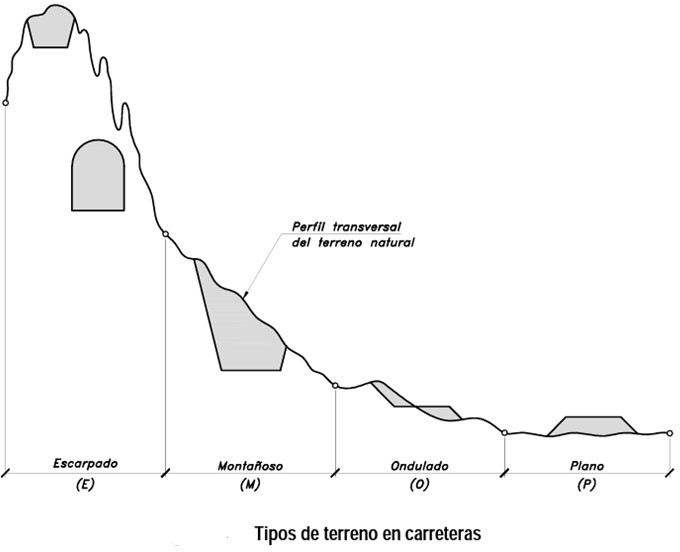 Perfil transversal
del terreno natural
Escarpado
(E)
Montañoso
(M)
Ondulado
(O)
Plano
(P)
Tipos de terreno en carreteras